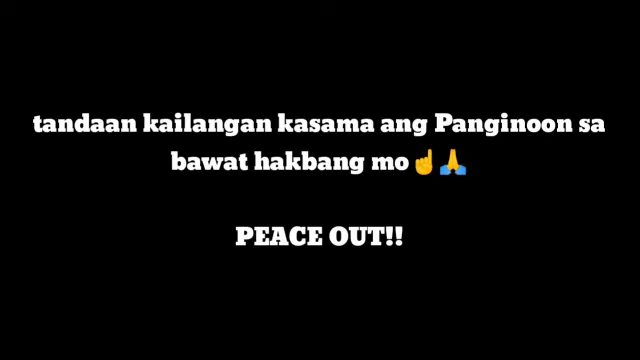 tandaan kailangan kasama ang Panginoon sa
bawat hakbang mo☝️🙏
PEACE OUT!!